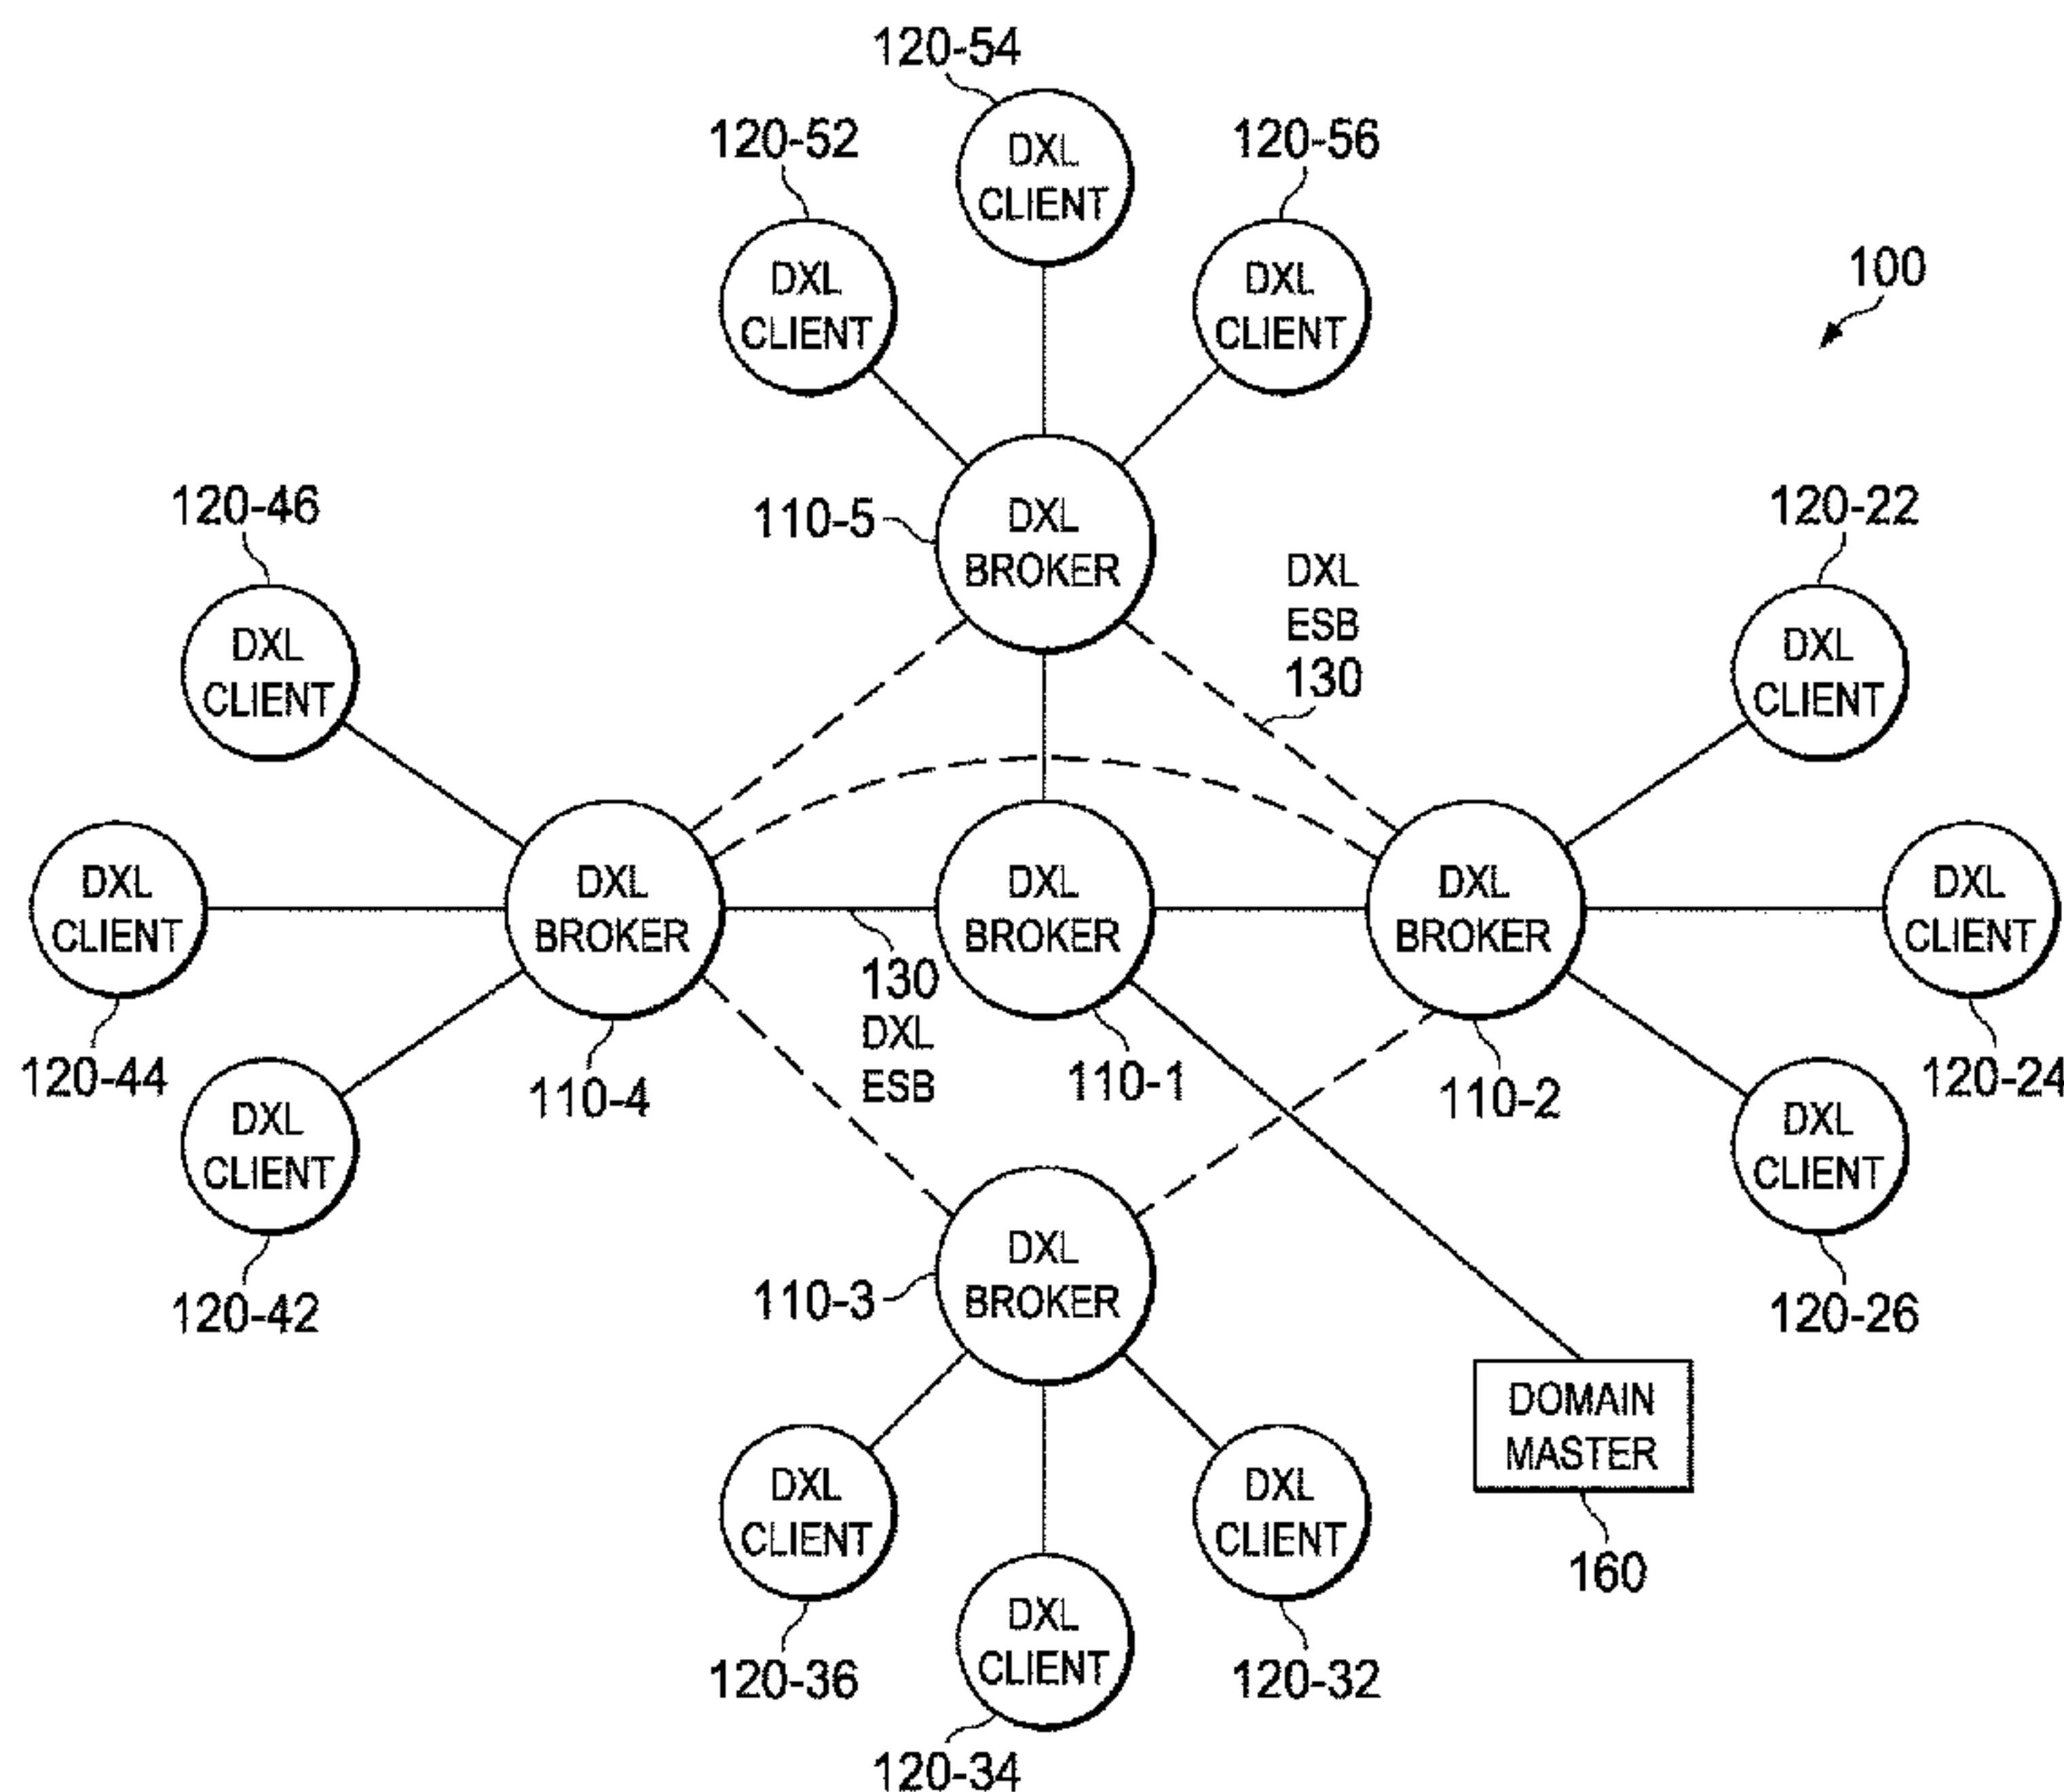 120-54
120-52
120-56
DXL
CLIENT
DXL
CLIENT
DXL
CLIENT
100
120-46
110-5
DXL
BROKER
120-22
DXL
ESB
130
DXL
CLIENT
DXL
CLIENT
DXL
CLIENT
DXL
BROKER
DXL
BROKER
DXL
BROKER
DXL
CLIENT
130
DXL
ESB
120-44
110-4
110-1
110-2
120-24
DXL
CLIENT
DXL
CLIENT
120-42
110-3
DXL
BROKER
120-26
DOMAIN
MASTER
160
DXL
CLIENT
DXL
CLIENT
DXL
CLIENT
120-36
120-32
120-34